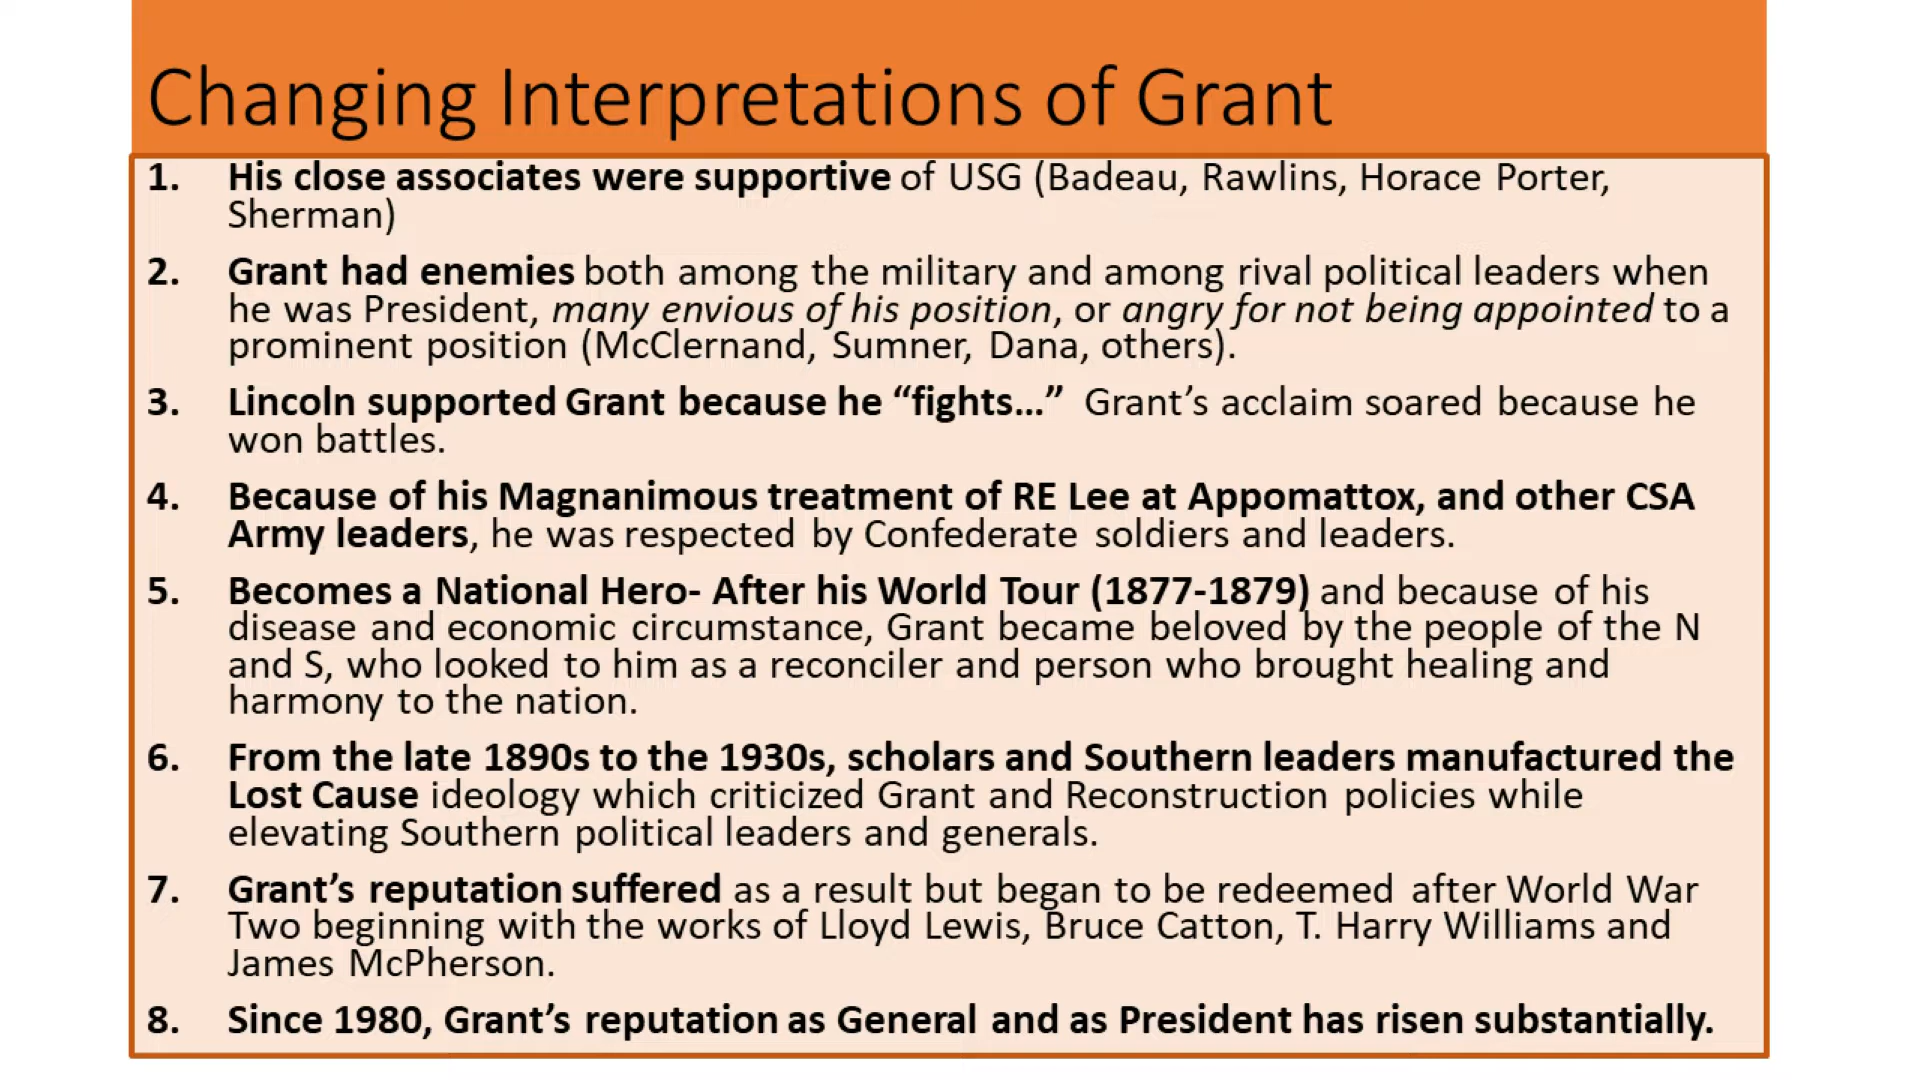 Changing Interpretations of Grant
1. His close associates were supportive of USG (Badeau, Rawlins, Horace Porter,
Sherman)
2. Grant had enemies both among the military and among rival political leaders when
he was President, many envious of his position, or angry for not being appointed to a
prominent position (McClernand, Sumner, Dana, others).
3. Lincoln supported Grant because he “fights…” Grant’s acclaim soared because he
won battles.
4. Because of his Magnanimous treatment of RE Lee at Appomattox, and other CSA
Army leaders, he was respected by Confederate soldiers and leaders.
5. Becomes a National Hero- After his World Tour (1877-1879) and because of his
disease and economic circumstance, Grant became beloved by the people of the N
and S, who looked to him as a reconciler and person who brought healing and
harmony to the nation.
6. From the late 1890s to the 1930s, scholars and Southern leaders manufactured the
Lost Cause ideology which criticized Grant and Reconstruction policies while
elevating Southern political leaders and generals.
7. Grant’s reputation suffered as a result but began to be redeemed after World War
Two beginning with the works of Lloyd Lewis, Bruce Catton, T. Harry Williams and
James McPherson.
8. Since 1980, Grant’s reputation as General and as President has risen substantially.